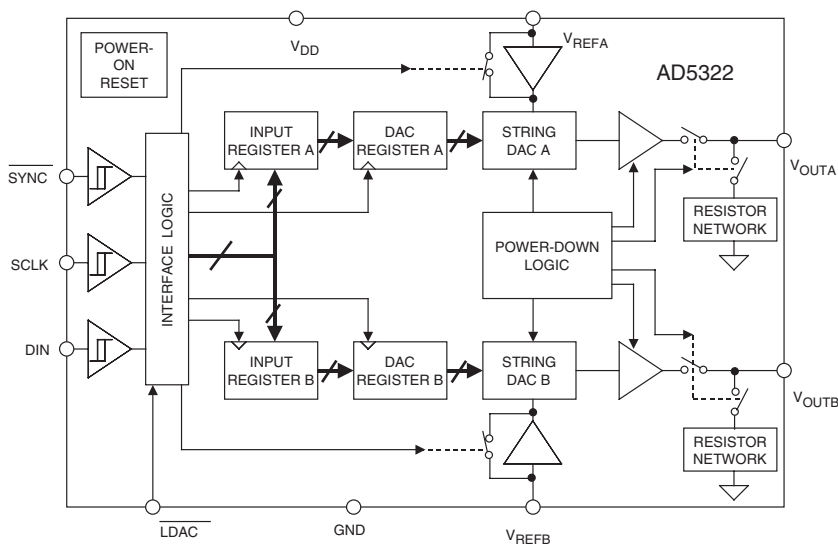 POWER-
ON
RESET
VDD
VREFA
AD5322
INPUT
REGISTER A
DAC
REGISTER A
STRING
DAC A
SYNC
VOUTA
RESISTOR
NETWORK
SCLK
INTERFACE LOGIC
POWER-DOWN
LOGIC
DIN
INPUT
REGISTER B
DAC
REGISTER B
STRING
DAC B
VOUTB
RESISTOR
NETWORK
LDAC
GND
VREFB